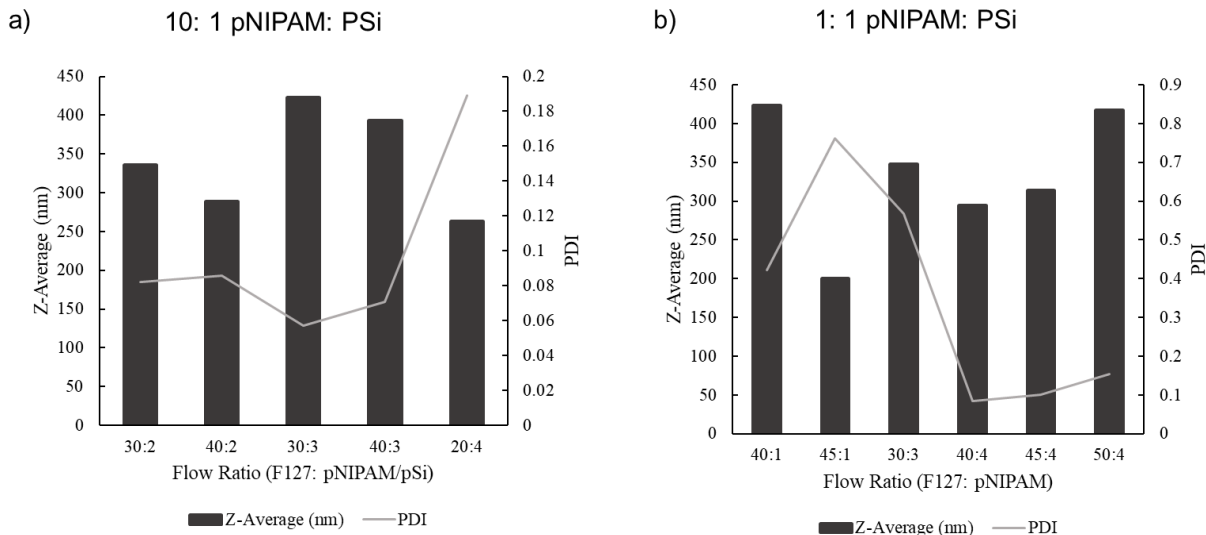 a)
10: 1 pNIPAM: PSi
450
400
350
300
250
200
150
100
50
0
Z-Average (nm)
0.2
0.18
0.16
0.14
0.12
0.1
0.08
0.06
0.04
0.02
0
PDI
30:2 40:2 30:3 40:3 20:4
Flow Ratio (F127: pNIPAM/pSi)
Z-Average (nm) PDI
b)
1: 1 pNIPAM: PSi
450
400
350
300
250
200
150
100
50
0
Z-Average (nm)
0.9
0.8
0.7
0.6
0.5
0.4
0.3
0.2
0.1
0
PDI
40:1 45:1 30:3 40:4 45:4 50:4
Flow Ratio (F127: pNIPAM)
Z-Average (nm) PDI